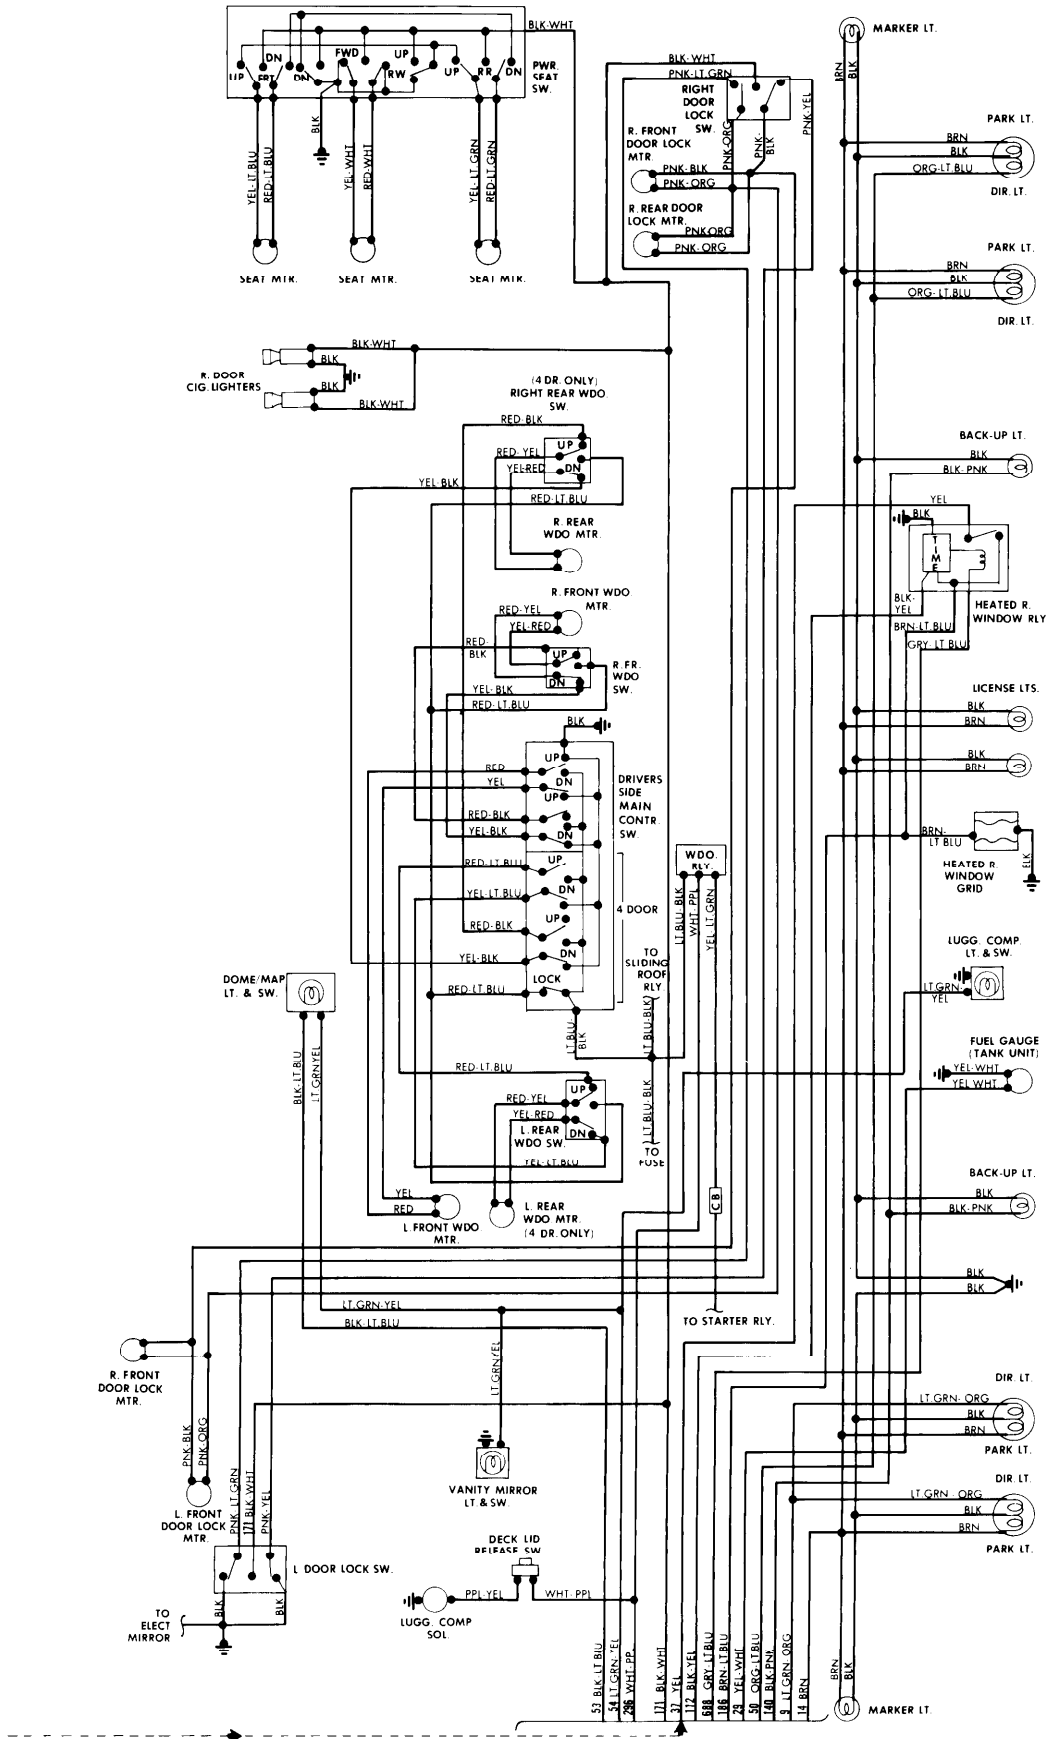 BLK-WHT
MARKER LT.
DN
FWD
UP
UP
FRT
DN
RW
UP
RR
DN
PWR.
SEAT
SW.
BLK-WHT
PNK-LT.GRN
RIGHT
DOOR
LOCK
SW.
PNK-YEL
BRN
BLK
PARK LT.
BRN
BLK
ORG-LT.BLU
DIR. LT.
YEL-LT.BLU
RED-LT.BLU
BLK
YEL-WHT
RED-WHT
YEL-LT.GRN
RED-LT.GRN
R. FRONT
DOOR LOCK
MTR.
PNK-ORG
PNK-
BLK
PNK-BLK
PNK-ORG
R. REAR DOOR
LOCK MTR.
PNK-ORG
PNK-ORG
SEAT MTR.
SEAT MTR.
SEAT MTR.
PARK LT.
BRN
BLK
ORG-LT.BLU
DIR. LT.
R. DOOR
CIG. LIGHTERS
BLK-WHT
BLK
BLK
BLK-WHT
(4 DR. ONLY)
RIGHT REAR WDO.
SW.
RED-BLK
UP
RED-YEL
YEL-RED
DN
YEL-BLK
RED-LT.BLU
R. REAR
WDO MTR.
BACK-UP LT.
BLK
BLK-PNK
YEL
BLK
TIME
BLK-
YEL
BRN-LT.BLU
GRY-LT BLU
HEATED R.
WINDOW RLY
R. FRONT WDO.
MTR.
RED-YEL
YEL-RED
RED-
BLK
UP
DN
R. FR.
WDO
SW.
YEL-BLK
RED-LT.BLU
LICENSE LTS.
BLK
BRN
BLK
BRN
BLK
UP
RED
YEL
DN
UP
RED-BLK
YEL-BLK
DN
DRIVERS
SIDE
MAIN
CONTR.
SW.
RED-LT.BLU
UP
YEL-LT.BLU
DN
4 DOOR
RED-BLK
UP
YEL-BLK
DN
LOCK
RED-LT.BLU
WDO.
RLY.
LT.BLU-BLK
WHT-PPL
YEL-LT.GRN
BRN-
LT BLU
HEATED R.
WINDOW
GRID
BLK
TO
SLIDING
ROOF
RLY.
LUGG. COMP.
LT. & SW.
LT.GRN-
YEL
DOME/MAP
LT. & SW.
BLK-LT.BLU
LT.GRN-YEL
LT BLU-
BLK
LT BLU-BLK
FUEL GAUGE
(TANK UNIT)
YEL-WHT
YEL WHT
RED-LT.BLU
UP
RED-YEL
YEL-RED
L. REAR
WDO SW.
DN
YEL-LT.BLU
LT BLU-BLK
TO
FUSE
BACK-UP LT.
BLK
BLK-PNK
CB
YEL
RED
L. FRONT WDO
MTR.
L. REAR
WDO MTR.
(4 DR. ONLY)
BLK
BLK
LT.GRN-YEL
BLK-LT.BLU
TO STARTER RLY.
R. FRONT
DOOR LOCK
MTR.
LT.GRN-YEL
DIR. LT.
LT.GRN-ORG
BLK
BRN
PARK LT.
PNK-BLK
PNK-ORG
VANITY MIRROR
LT. & SW.
DIR. LT.
LT.GRN-ORG
BLK
BRN
PARK LT.
L. FRONT
DOOR LOCK
MTR.
PNK-LT.GRN
171 BLK-WHT
PNK-YEL
DECK LID
RELEASE SW
L DOOR LOCK SW.
BLK
BLK
TO
ELECT
MIRROR
PPL-YEL
WHT-PPL
LUGG. COMP
SOL.
53 BLK-LT BLU
54 LT GRN-YEL
296 WHT-PPL
171 BLK-WHT
37 YEL
112 BLK-YEL
688 GRY-LT BLU
186 BRN-LT.BLU
29 YEL-WHT
50 ORG-LT BLU
140 BLK-PNK
9 LT GRN-ORG
14 BRN
BRN
BLK
MARKER LT.